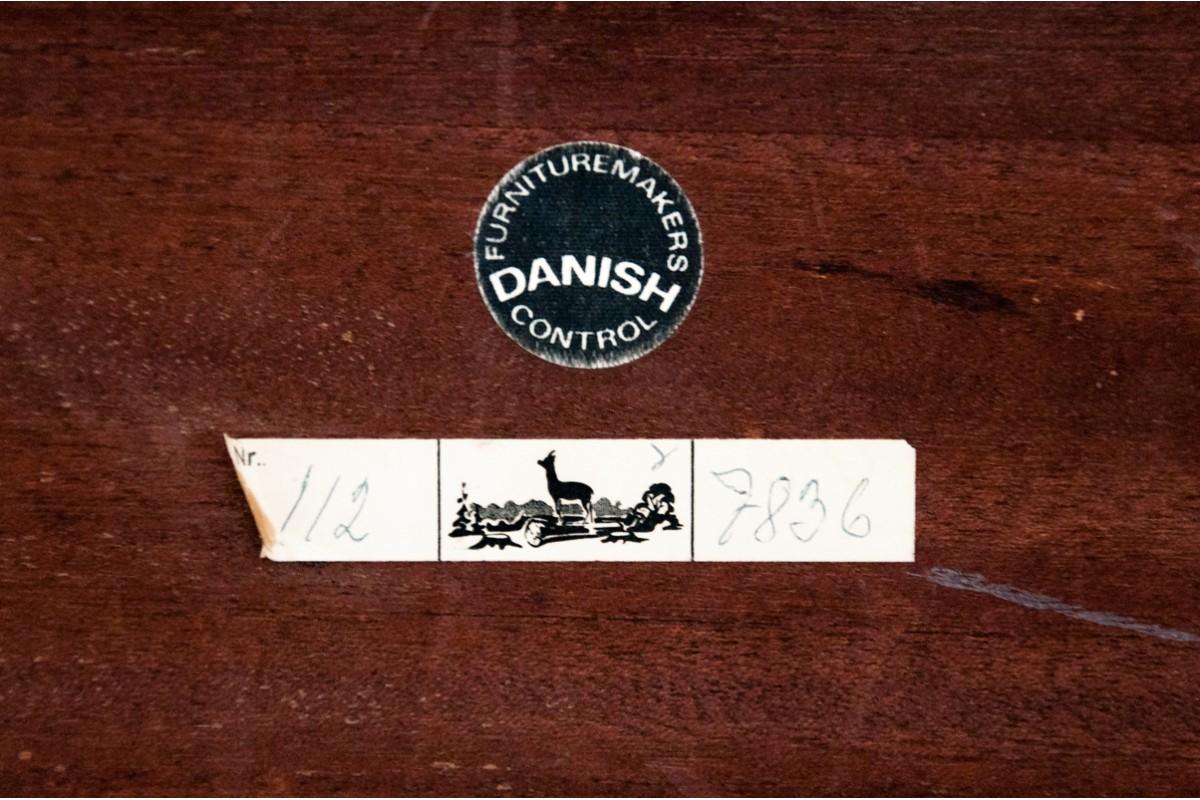 FURNITUREMAKERS
DANISH
CONTROL
Nr.. 112 7836